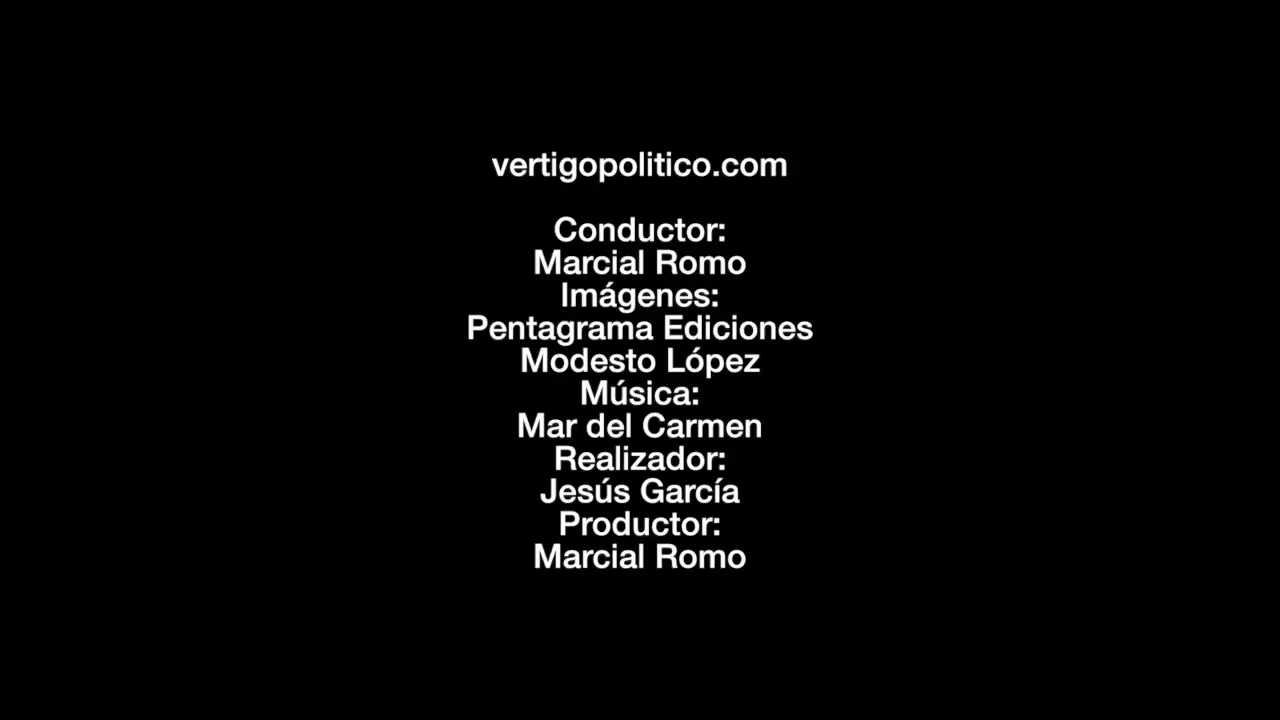 vertigopolitico.com
Conductor:
Marcial Romo
Imágenes:
Pentagrama Ediciones
Modesto López
Música:
Mar del Carmen
Realizador:
Jesús García
Productor:
Marcial Romo